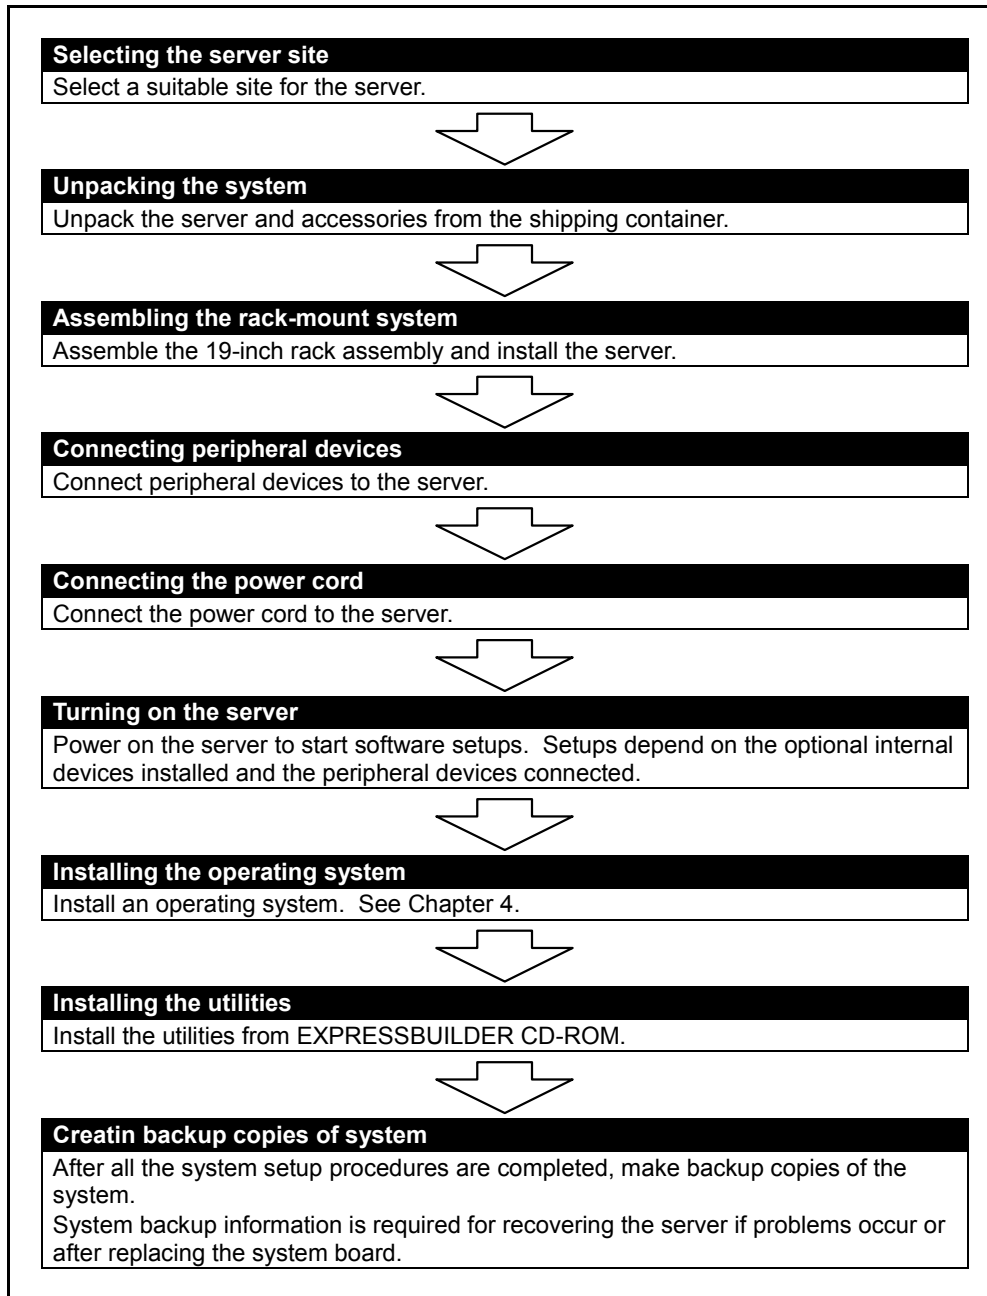 Selecting the server site
Select a suitable site for the server.
Unpacking the system
Unpack the server and accessories from the shipping container.
Assembling the rack-mount system
Assemble the 19-inch rack assembly and install the server.
Connecting peripheral devices
Connect peripheral devices to the server.
Connecting the power cord
Connect the power cord to the server.
Turning on the server
Power on the server to start software setups.  Setups depend on the optional internal
devices installed and the peripheral devices connected.
Installing the operating system
Install an operating system.  See Chapter 4.
Installing the utilities
Install the utilities from EXPRESSBUILDER CD-ROM.
Creatin backup copies of system
After all the system setup procedures are completed, make backup copies of the
system.
System backup information is required for recovering the server if problems occur or
after replacing the system board.